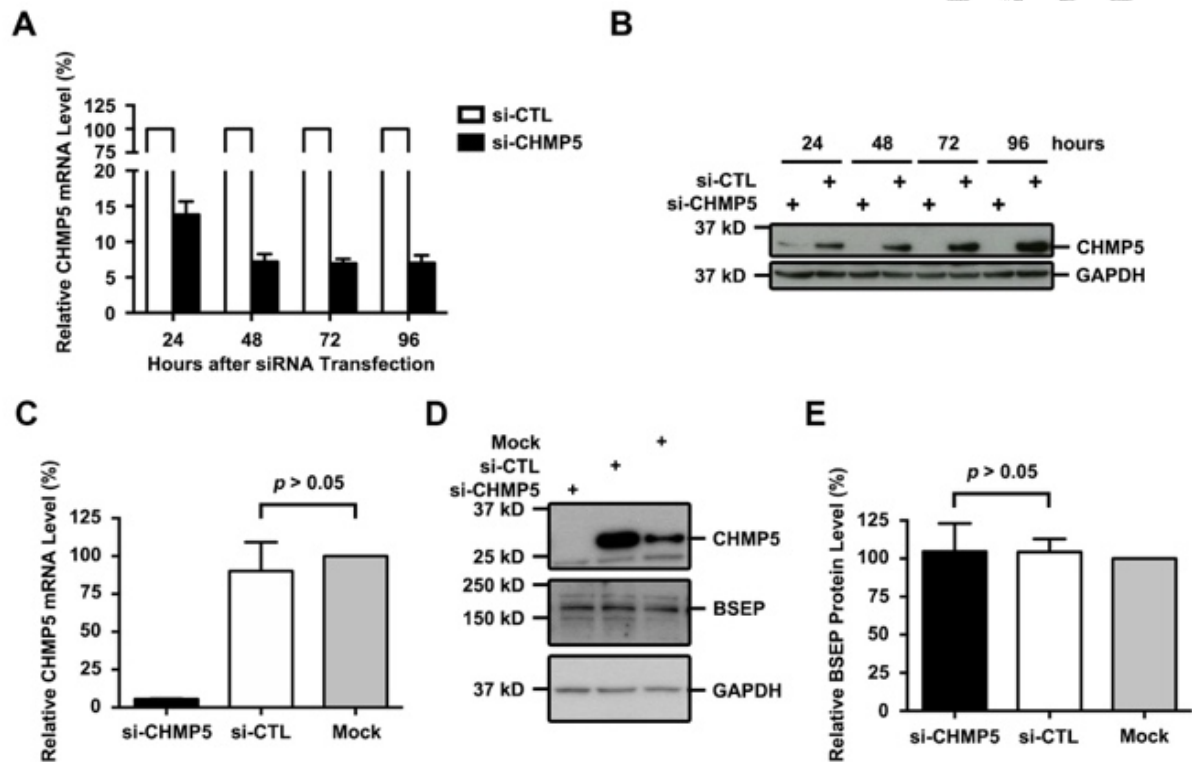 A
Relative CHMP5 mRNA Level (%)
125
100
75
20
15
10
5
0
24 48 72 96
Hours after siRNA Transfection
si-CTL
si-CHMP5
B
24 48 72 96 hours
si-CTL + + + +
si-CHMP5 + + + +
37 kD
CHMP5
37 kD
GAPDH
C
Relative CHMP5 mRNA Level (%)
p > 0.05
125
100
75
50
25
0
si-CHMP5 si-CTL Mock
D
Mock +
si-CTL +
si-CHMP5 +
37 kD
CHMP5
25 kD
250 kD
BSEP
150 kD
37 kD
GAPDH
E
Relative BSEP Protein Level (%)
p > 0.05
125
100
75
50
25
0
si-CHMP5 si-CTL Mock